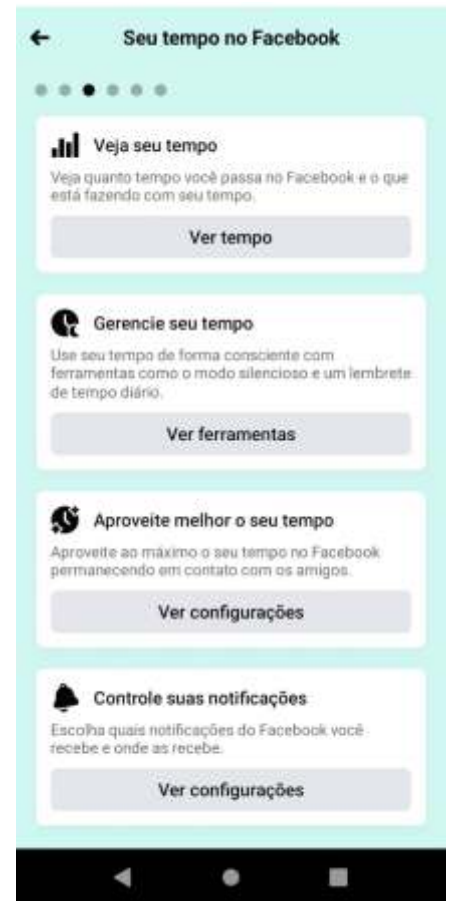 Seu tempo no Facebook
Veja seu tempo
Veja quanto tempo você passa no Facebook e o que
está fazendo com seu tempo.
Ver tempo
Gerencie seu tempo
Use seu tempo de forma consciente com
ferramentas como o modo silencioso e um lembrete
de tempo diário.
Ver ferramentas
Aproveite melhor o seu tempo
Aproveite ao máximo o seu tempo no Facebook
permanecendo em contato com os amigos.
Ver configurações
Controle suas notificações
Escolha quais notificações do Facebook você
recebe e onde as recebe.
Ver configurações